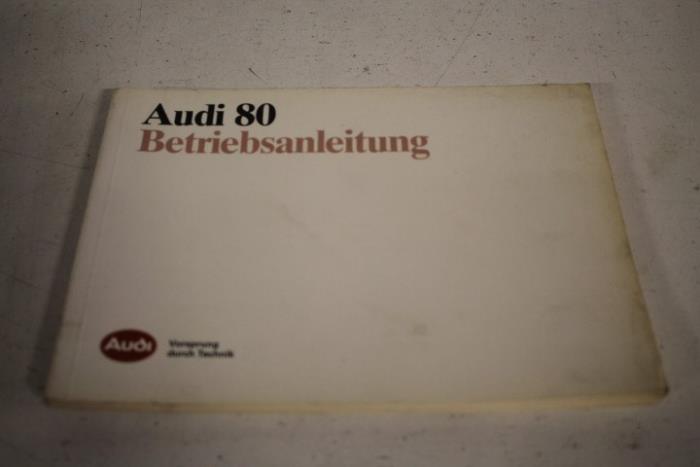 Audi 80
Betriebsanleitung
Audi
Vorsprung
durch Technik